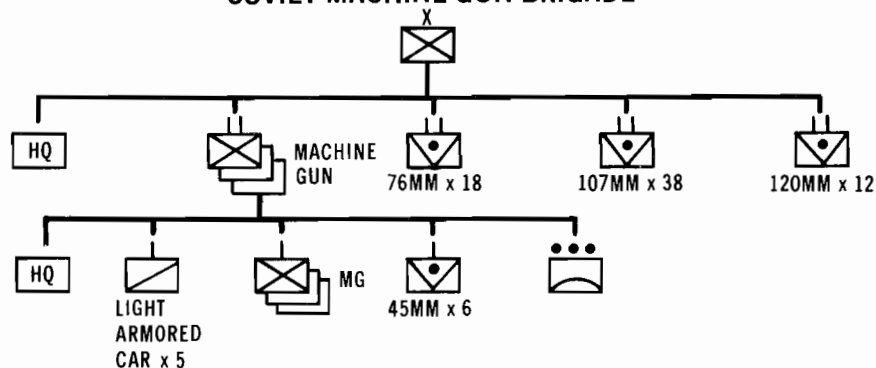 SOVIET MACHINE GUN BRIGADE
X
HQ
MACHINE
GUN
76MM x 18
107MM x 38
120MM x 12
HQ
LIGHT
ARMORED
CAR x 5
MG
45MM x 6